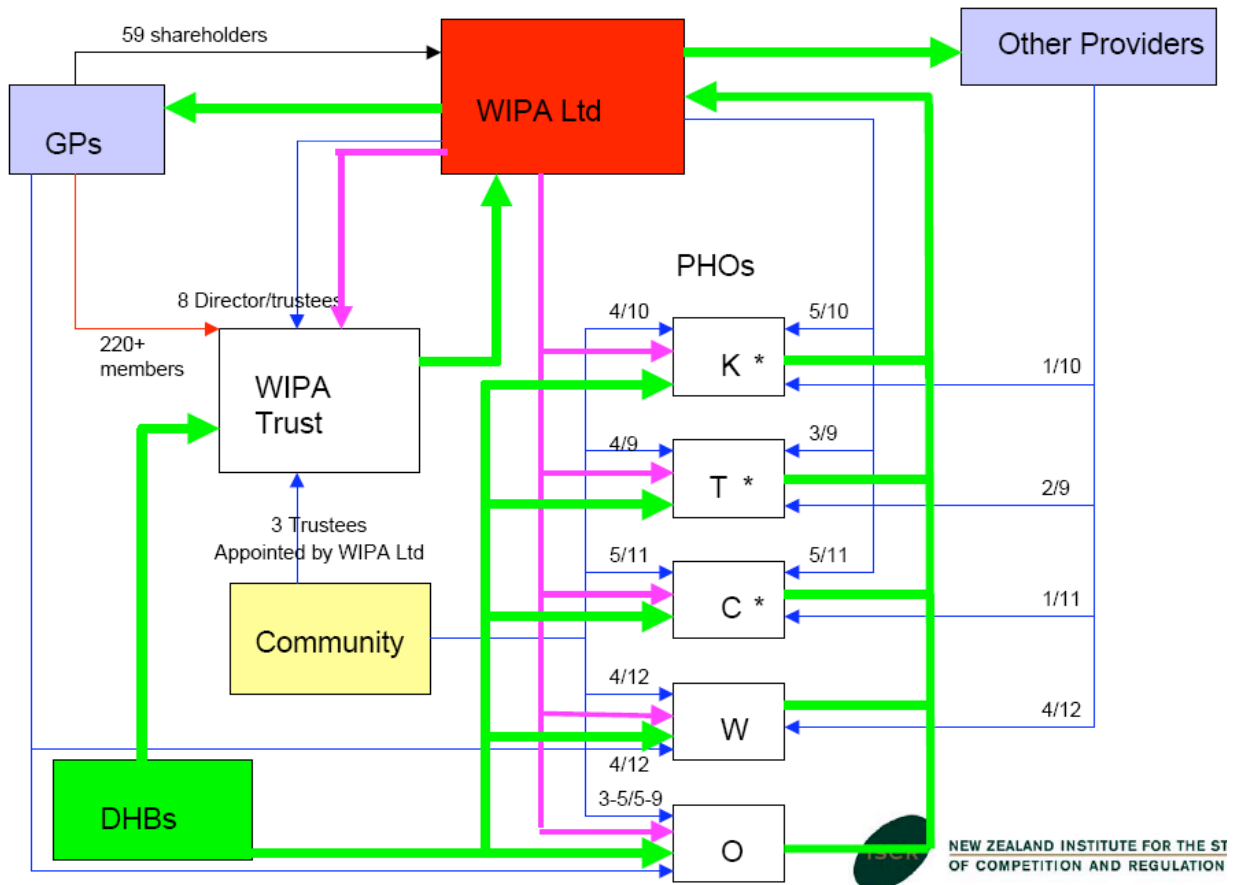 59 shareholders
Other Providers
WIPA Ltd
GPs
PHOs
8 Director/trustees
4/10
5/10
220+
members
K *
1/10
WIPA
Trust
4/9
3/9
T *
2/9
3 Trustees
Appointed by WIPA Ltd
5/11
5/11
C *
1/11
Community
4/12
4/12
W
4/12
3-5/5-9
DHBs
O
ISCR
NEW ZEALAND INSTITUTE FOR THE ST
OF COMPETITION AND REGULATION